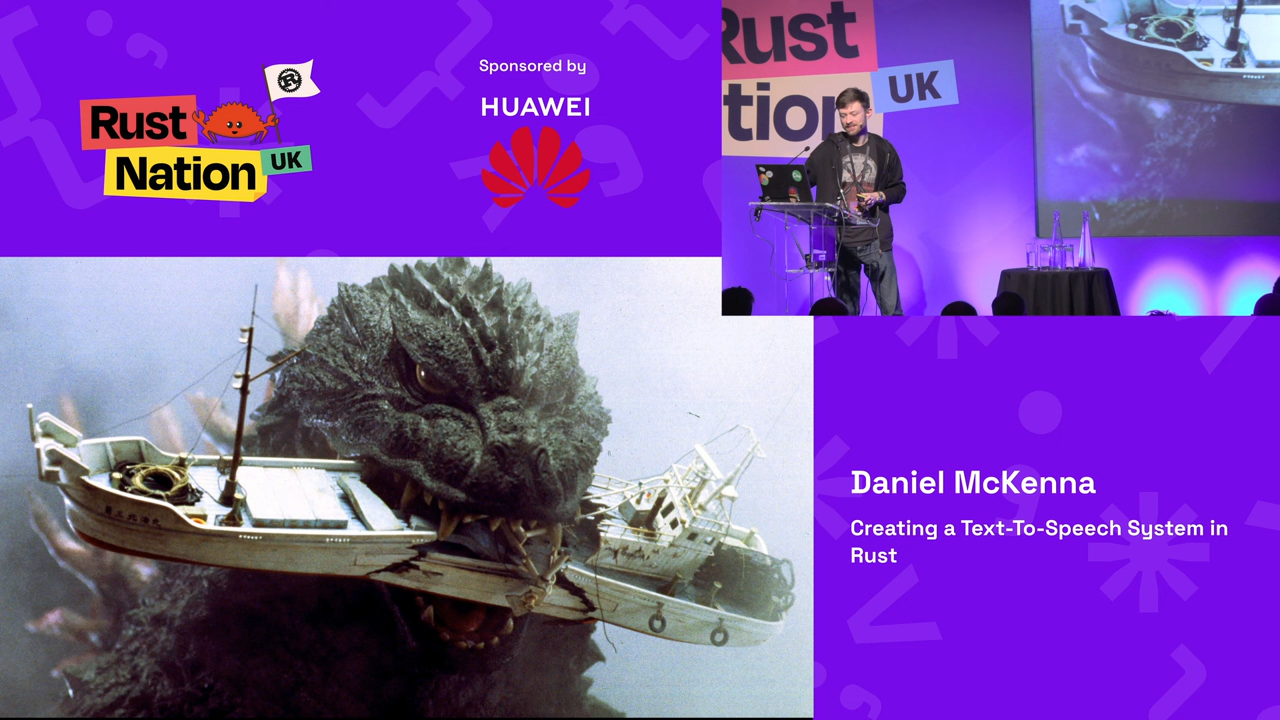 Rust
Nation
UK
Sponsored by
HUAWEI
Rust
tion
UK
Daniel McKenna
Creating a Text-To-Speech System in
Rust